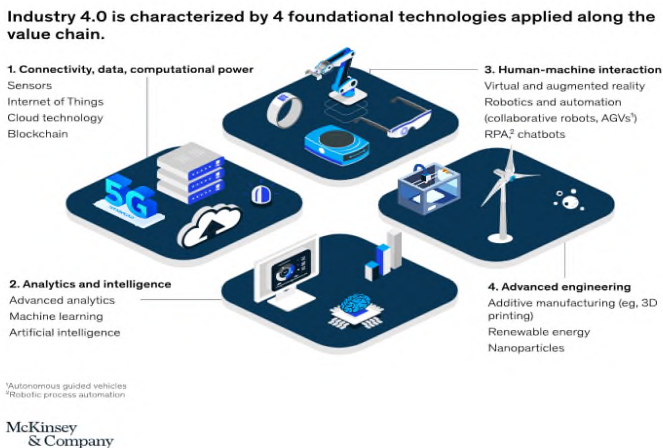 Industry 4.0 is characterized by 4 foundational technologies applied along the
value chain.
1. Connectivity, data, computational power
Sensors
Internet of Things
Cloud technology
Blockchain
3. Human-machine interaction
Virtual and augmented reality
Robotics and automation
(collaborative robots, AGVs¹)
RPA,² chatbots
5G
2. Analytics and intelligence
Advanced analytics
Machine learning
Artificial intelligence
4. Advanced engineering
Additive manufacturing (eg, 3D
printing)
Renewable energy
Nanoparticles
¹Autonomous guided vehicles
²Robotic process automation
McKinsey
& Company